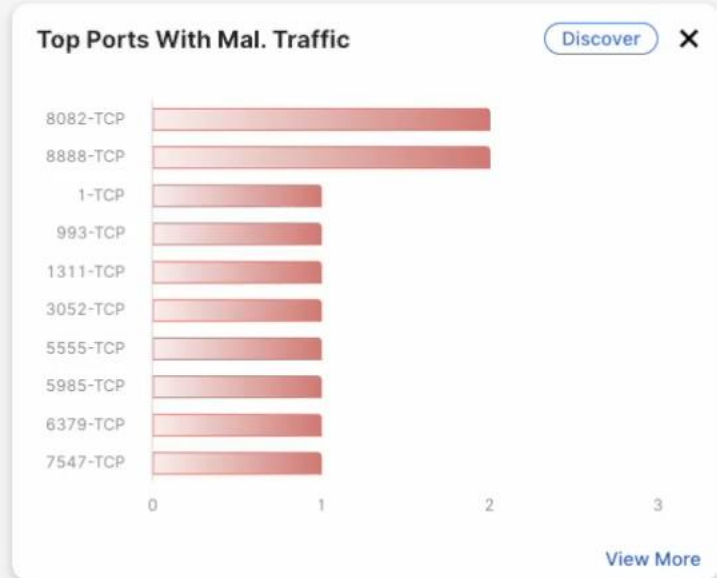 Top Ports With Mal. Traffic Discover
8082-TCP
8888-TCP
1-TCP
993-TCP
1311-TCP
3052-TCP
5555-TCP
5985-TCP
6379-TCP
7547-TCP
0 1 2 3
View More